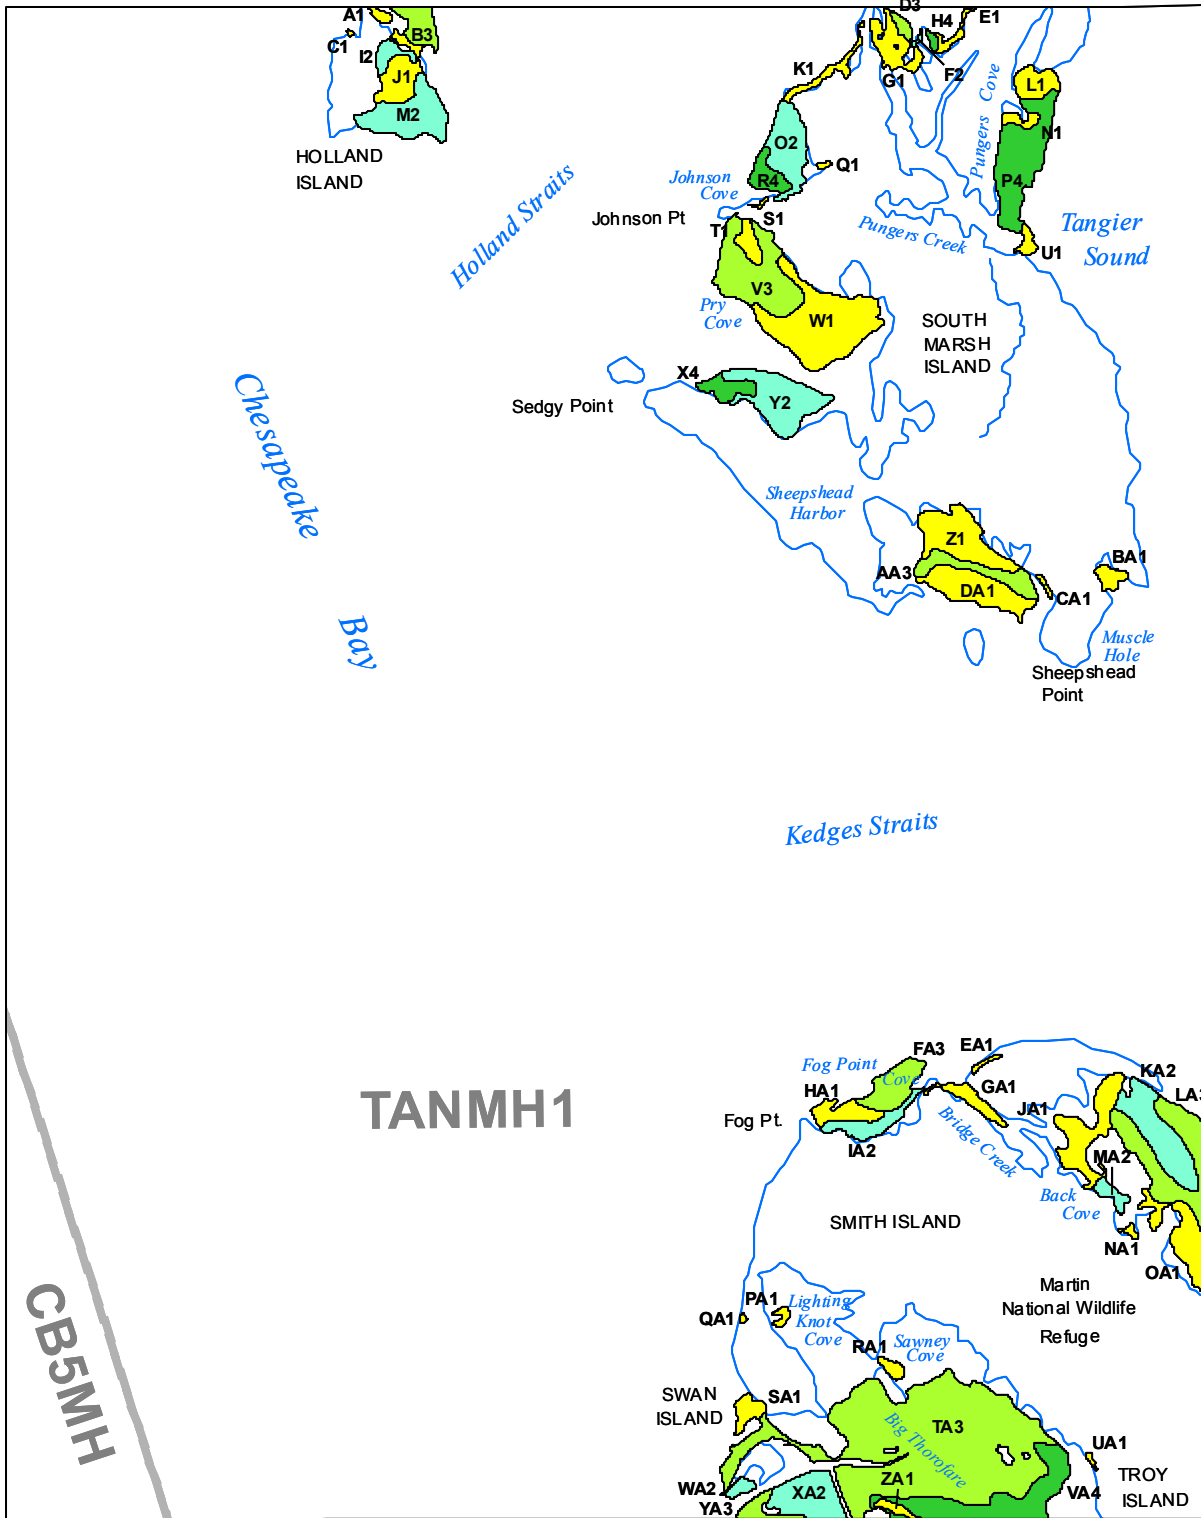 A1
B3
C1
I2
J1
M2
HOLLAND
ISLAND
D3
H4
E1
K1
G1
F2
Pungers Cove
L1
N1
O2
Q1
R4
P4
Johnson
Cove
S1
Johnson Pt
T1
Holland Straits
Pungers Creek
Tangier
Sound
U1
V3
Pry
Cove
W1
SOUTH
MARSH
ISLAND
X4
Y2
Sedgy Point
Chesapeake
Bay
Sheepshead
Harbor
Z1
AA3
DA1
BA1
CA1
Muscle
Hole
Sheepshead
Point
Kedges Straits
TANMH1
CB5MH
Fog Point
Cove
FA3
EA1
HA1
GA1
Fog Pt.
IA2
Bridge Creek
JA1
KA2
LA3
MA2
Back
Cove
SMITH ISLAND
NA1
OA1
Martin
National Wildlife
Refuge
PA1
QA1
Lighting
Knot
Cove
RA1
Sawney
Cove
SWAN
ISLAND
SA1
TA3
Big Thorofare
UA1
TROY
ISLAND
VA4
WA2
XA2
YA3
ZA1